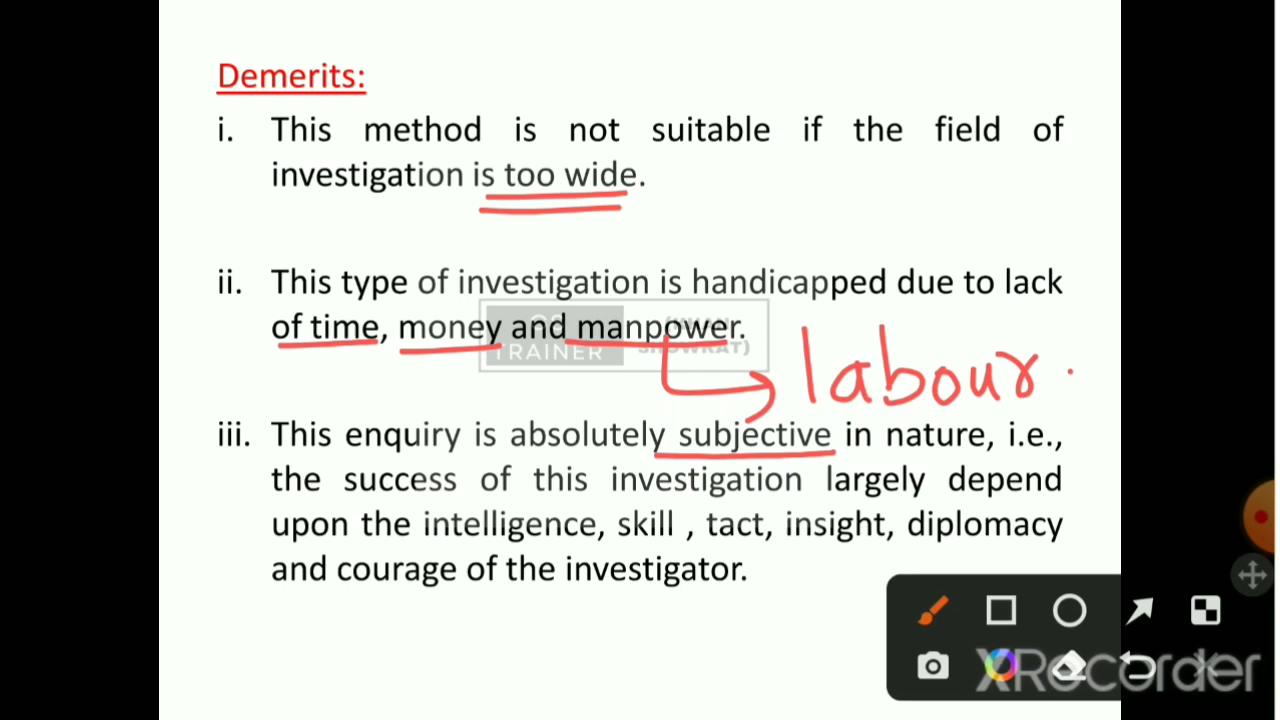 Demerits:
i. This method is not suitable if the field of
investigation is too wide.
ii. This type of investigation is handicapped due to lack
of time, money and manpower.
TRAINER
labour
iii. This enquiry is absolutely subjective in nature, i.e.,
the success of this investigation largely depend
upon the intelligence, skill , tact, insight, diplomacy
and courage of the investigator.
XRecorder